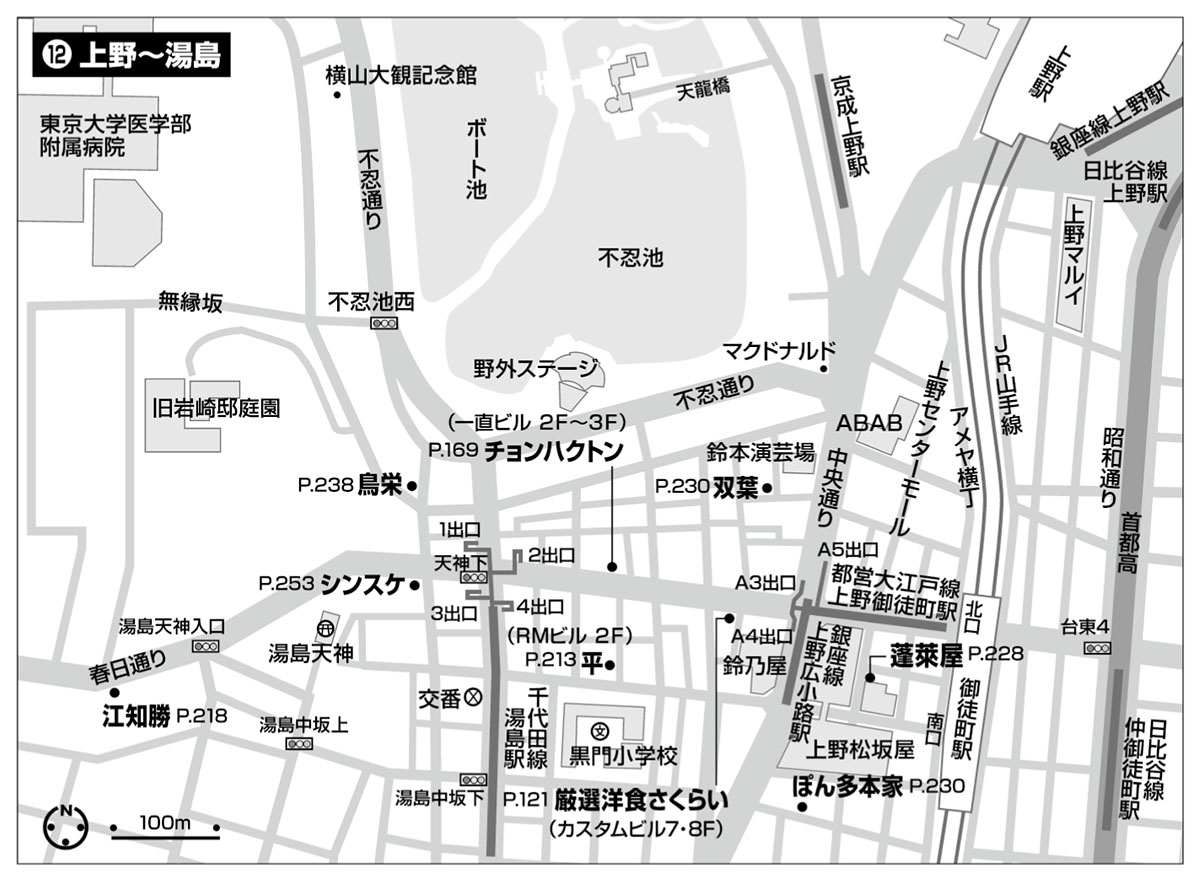 ⑫ 上野〜湯島
横山大観記念館
東京大学医学部
附属病院
ボート池
天龍橋
京成上野駅
上野駅
銀座線上野駅
日比谷線
上野駅
不忍通り
不忍池
上野マルイ
無縁坂
不忍池西
野外ステージ
マクドナルド
不忍通り
JR山手線
旧岩崎邸庭園
(一直ビル 2F〜3F)
P.169 チョンハクトン
ABAB
上野センターモール
アメヤ横丁
昭和通り
首都高
鈴本演芸場
中央通り
P.238 鳥栄
P.230 双葉
1出口
天神下
2出口
A5出口
P.253 シンスケ
A3出口
都営大江戸線
上野御徒町駅
北口
3出口
4出口
湯島天神入口
(RMビル 2F)
A4出口
台東4
湯島天神
P.213 平
鈴乃屋
銀座線
上野広小路駅
蓬莱屋 P.228
春日通り
江知勝 P.218
交番
千代田線
湯島駅
文
黒門小学校
御徒町駅
南口
湯島中坂上
上野松坂屋
日比谷線
仲御徒町駅
湯島中坂下
P.121 厳選洋食さくらい
(カスタムビル7・8F)
ぽん多本家 P.230
N
100m